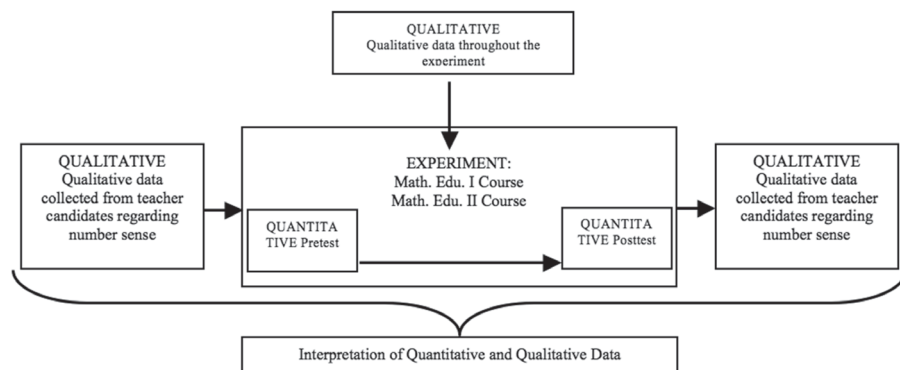 QUALITATIVE
Qualitative data throughout the
experiment
QUALITATIVE
Qualitative data
collected from teacher
candidates regarding
number sense
EXPERIMENT:
Math. Edu. I Course
Math. Edu. II Course
QUANTITA
TIVE Pretest
QUANTITA
TIVE Posttest
QUALITATIVE
Qualitative data
collected from teacher
candidates regarding
number sense
Interpretation of Quantitative and Qualitative Data